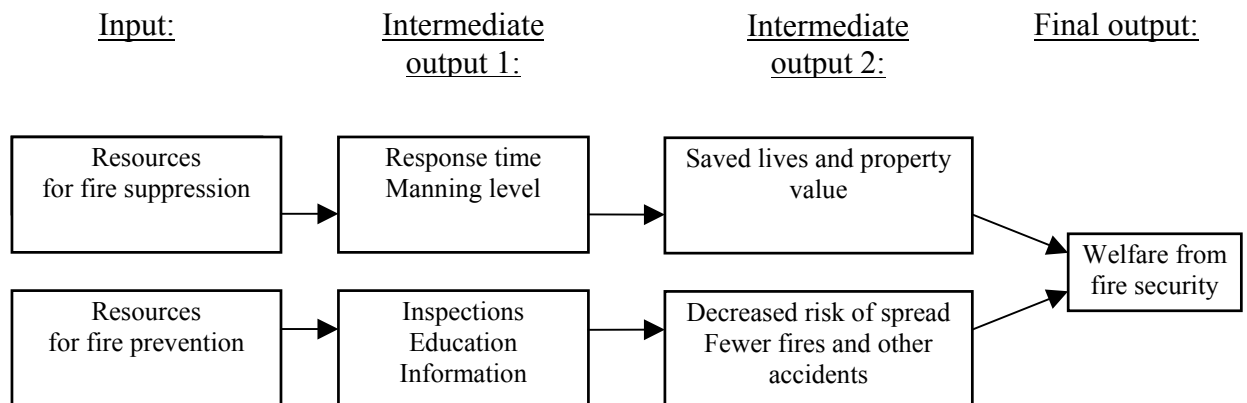 Input:
Intermediate
output 1:
Intermediate
output 2:
Final output:
Resources
for fire suppression
Response time
Manning level
Saved lives and property
value
Welfare from
fire security
Resources
for fire prevention
Inspections
Education
Information
Decreased risk of spread
Fewer fires and other
accidents